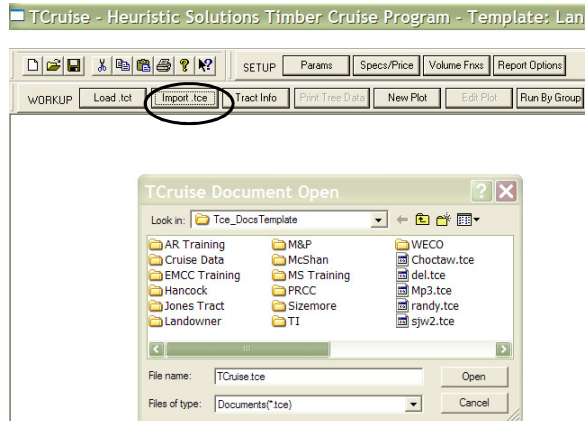 TCruise - Heuristic Solutions Timber Cruise Program - Template: Lan
SETUP Params Specs/Price Volume Fnxs Report Options
WORKUP Load .tct Import .tce Tract Info Print Tree Data New Plot Edit Plot Run By Group
TCruise Document Open
Look in: Tce_DocsTemplate
AR Training M&P WECO
Cruise Data McShan Choctaw.tce
EMCC Training MS Training del.tce
Hancock PRCC Mp3.tce
Jones Tract Sizemore randy.tce
Landowner TI sjw2.tce
File name: TCruise.tce Open
Files of type: Documents(*.tce) Cancel